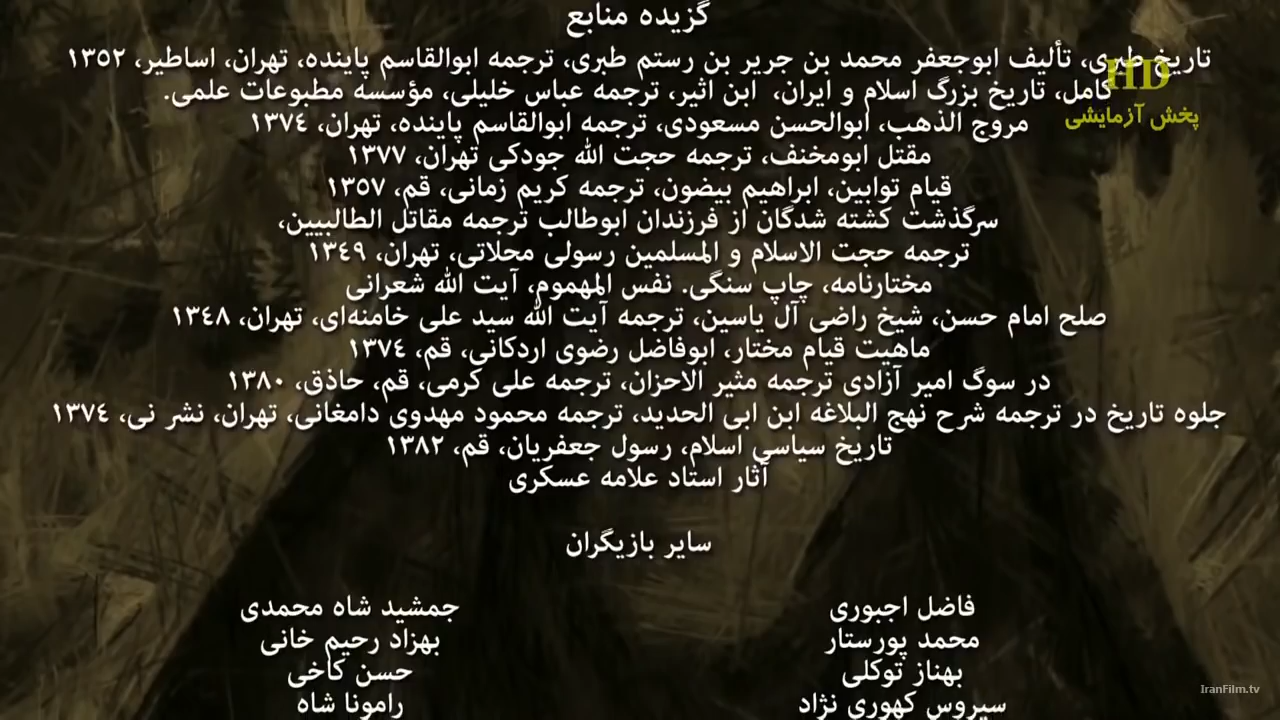 گزیده منابع
تاریخ طبری، تألیف ابوجعفر محمد بن جریر بن رستم طبری، ترجمه ابوالقاسم پاینده، تهران، اساطیر، ۱۳۵۲
کامل، تاریخ بزرگ اسلام و ایران، ابن اثیر، ترجمه عباس خلیلی، مؤسسه مطبوعات علمی.
HD
پخش آزمایشی
مروج الذهب، ابوالحسن مسعودی، ترجمه ابوالقاسم پاینده، تهران، ۱۳۷٤
مقتل ابومخنف، ترجمه حجت الله جودکی تهران، ۱۳۷۷
قیام توابین، ابراهیم بیضون، ترجمه کریم زمانی، قم، ۱۳۵۷
سرگذشت کشته شدگان از فرزندان ابوطالب ترجمه مقاتل الطالبیین،
ترجمه حجت الاسلام و المسلمین رسولی محلاتی، تهران، ۱۳٤۹
مختارنامه، چاپ سنگی. نفس المهموم، آیت الله شعرانی
صلح امام حسن، شیخ راضی آل یاسین، ترجمه آیت الله سید علی خامنه‌ای، تهران، ۱۳٤۸
ماهیت قیام مختار، ابوفاضل رضوی اردکانی، قم، ۱۳۷٤
در سوگ امیر آزادی ترجمه مثیر الاحزان، ترجمه علی کرمی، قم، حاذق، ۱۳۸۰
جلوه تاریخ در ترجمه شرح نهج البلاغه ابن ابی الحدید، ترجمه محمود مهدوی دامغانی، تهران، نشر نی، ۱۳۷٤
تاریخ سیاسی اسلام، رسول جعفریان، قم، ۱۳۸۲
آثار استاد علامه عسکری
سایر بازیگران
فاضل اجبوری
جمشید شاه محمدی
محمد پورستار
بهزاد رحیم خانی
بهناز توکلی
حسن کاخی
سیروس کهوری نژاد
رامونا شاه
IranFilm.tv